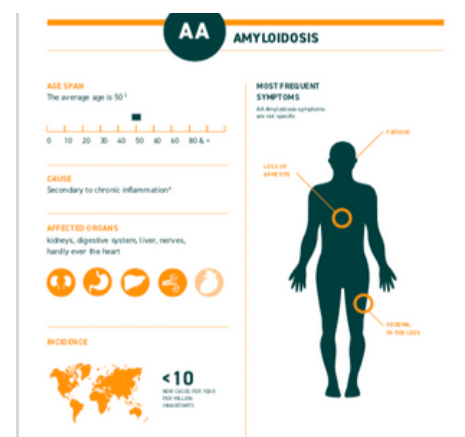 AA AMYLOIDOSIS
AGE SPAN
The average age is 50⁵
0 10 20 30 40 50 60 80 & +
CAUSE
Secondary to chronic inflammation⁶
AFFECTED ORGANS
kidneys, digestive system, liver, nerves,
hardly ever the heart
INCIDENCE
<10
NEW CASES PER YEAR
PER MILLION
INHABITANTS
MOST FREQUENT
SYMPTOMS
AA Amyloidosis symptoms
are not specific
FATIGUE
LOSS OF
APPETITE
OEDEMA,
IN THE LEGS